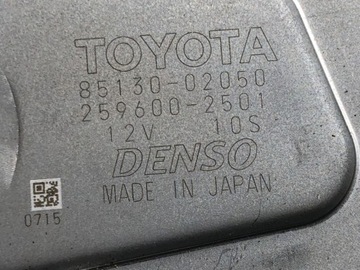 TOYOTA
85130-02050
259600-2501
12V 10S
DENSO
MADE IN JAPAN
0715